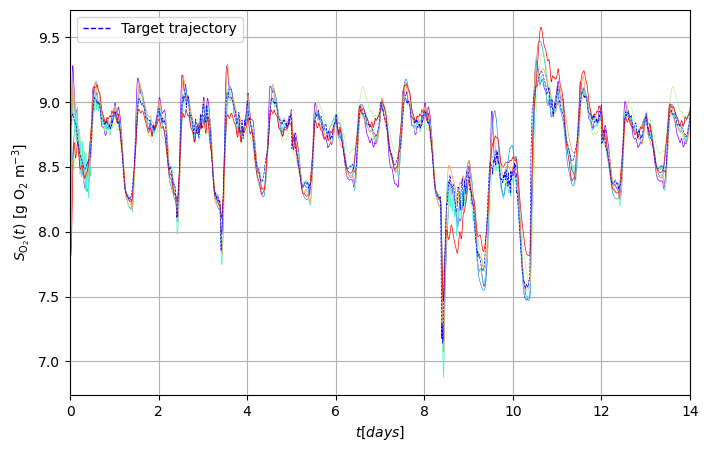 Target trajectory
9.5
9.0
8.5
8.0
7.5
7.0
S_{O_2}(t) [g O_2 m^{-3}]
0 2 4 6 8 10 12 14
t[days]